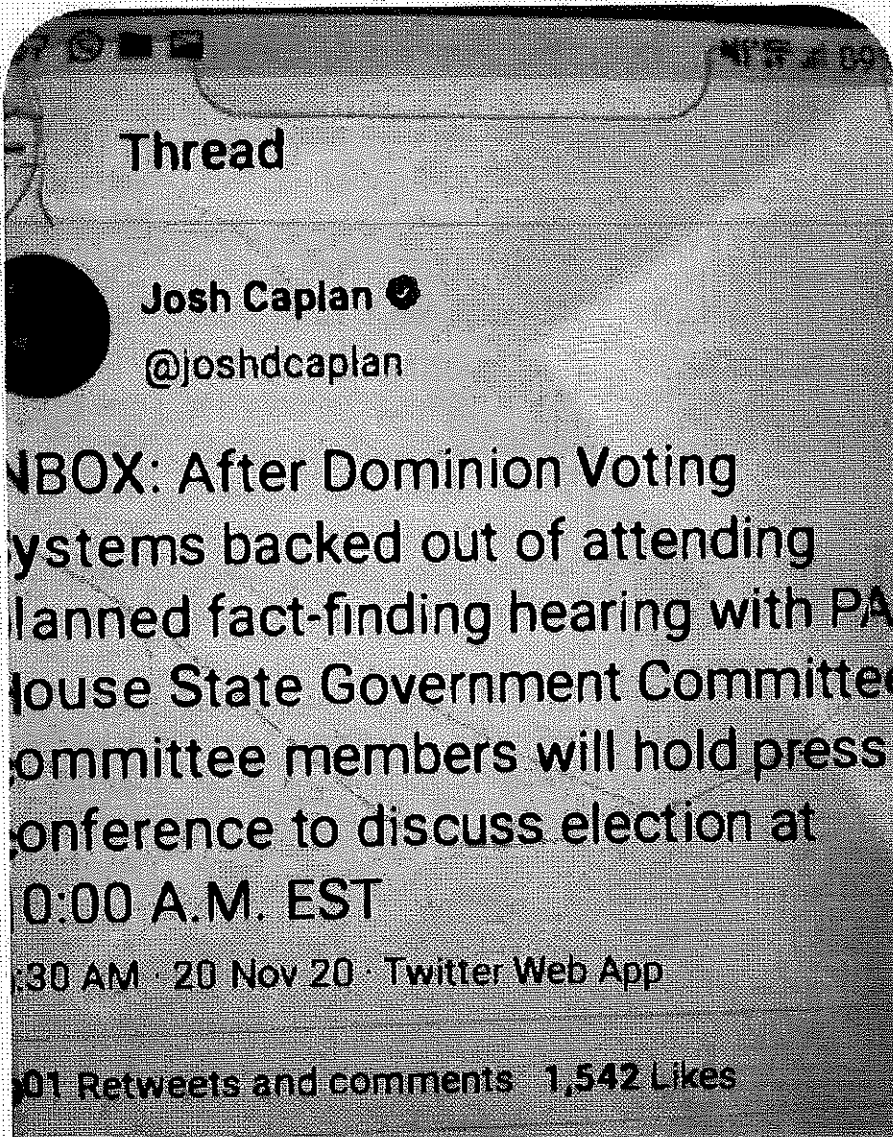 Thread
Josh Caplan
@joshdcaplan
NBOX: After Dominion Voting
ystems backed out of attending
lanned fact-finding hearing with PA
ouse State Government Committee
ommittee members will hold press
onference to discuss election at
0:00 A.M. EST
:30 AM · 20 Nov 20 · Twitter Web App
01 Retweets and comments 1,542 Likes